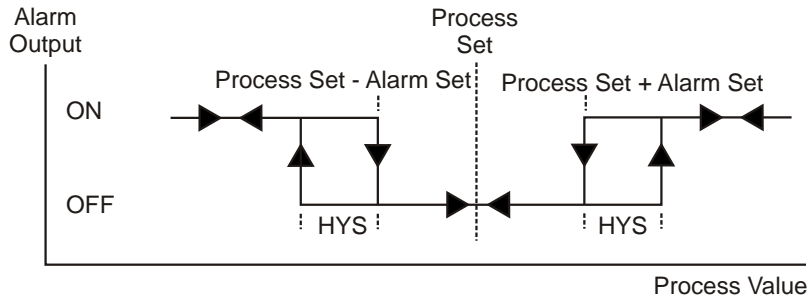 Alarm
Output
Process
Set
Process Set - Alarm Set
Process Set + Alarm Set
ON
OFF
HYS
HYS
Process Value